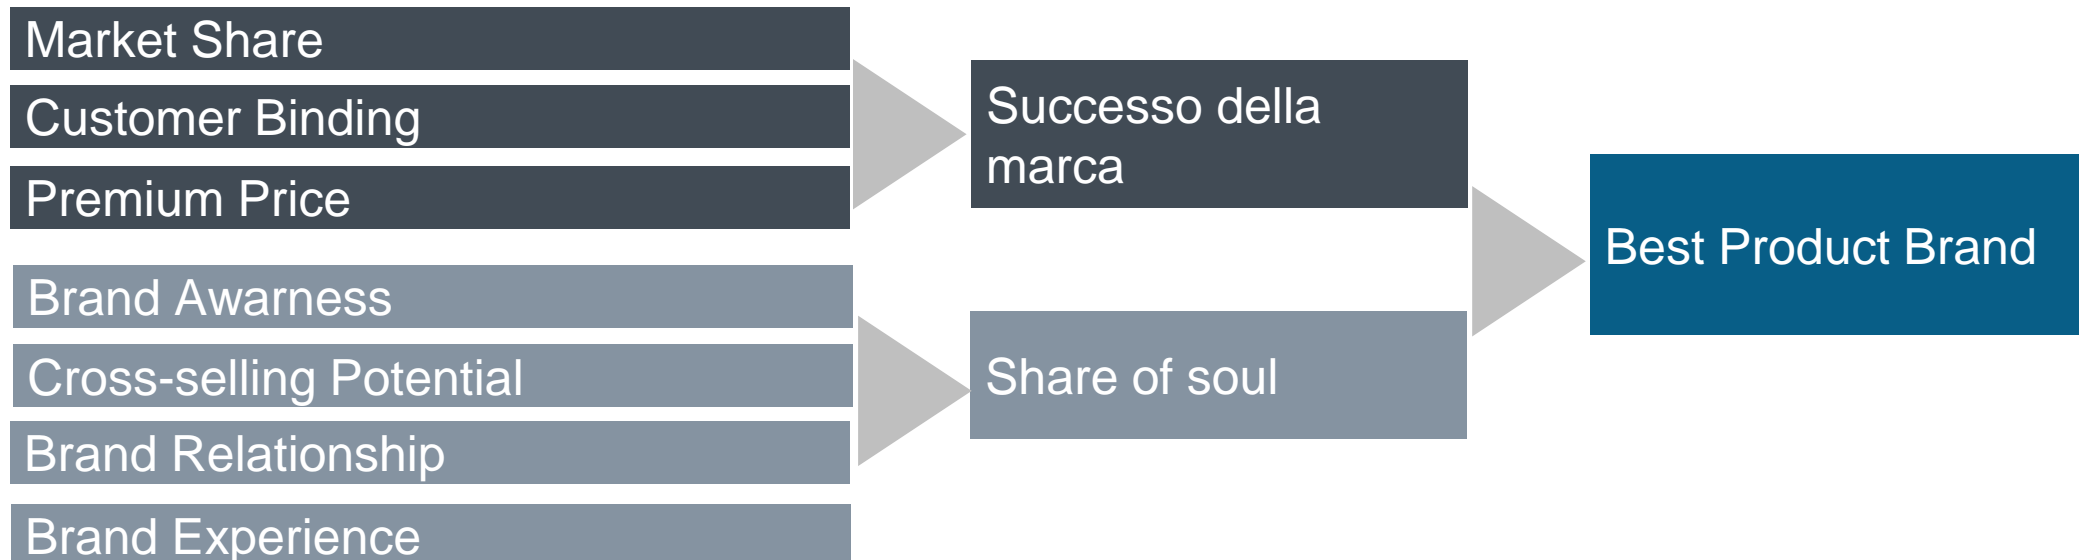 Market Share
Customer Binding
Premium Price
Brand Awarness
Cross-selling Potential
Brand Relationship
Brand Experience
Successo della
marca
Share of soul
Best Product Brand